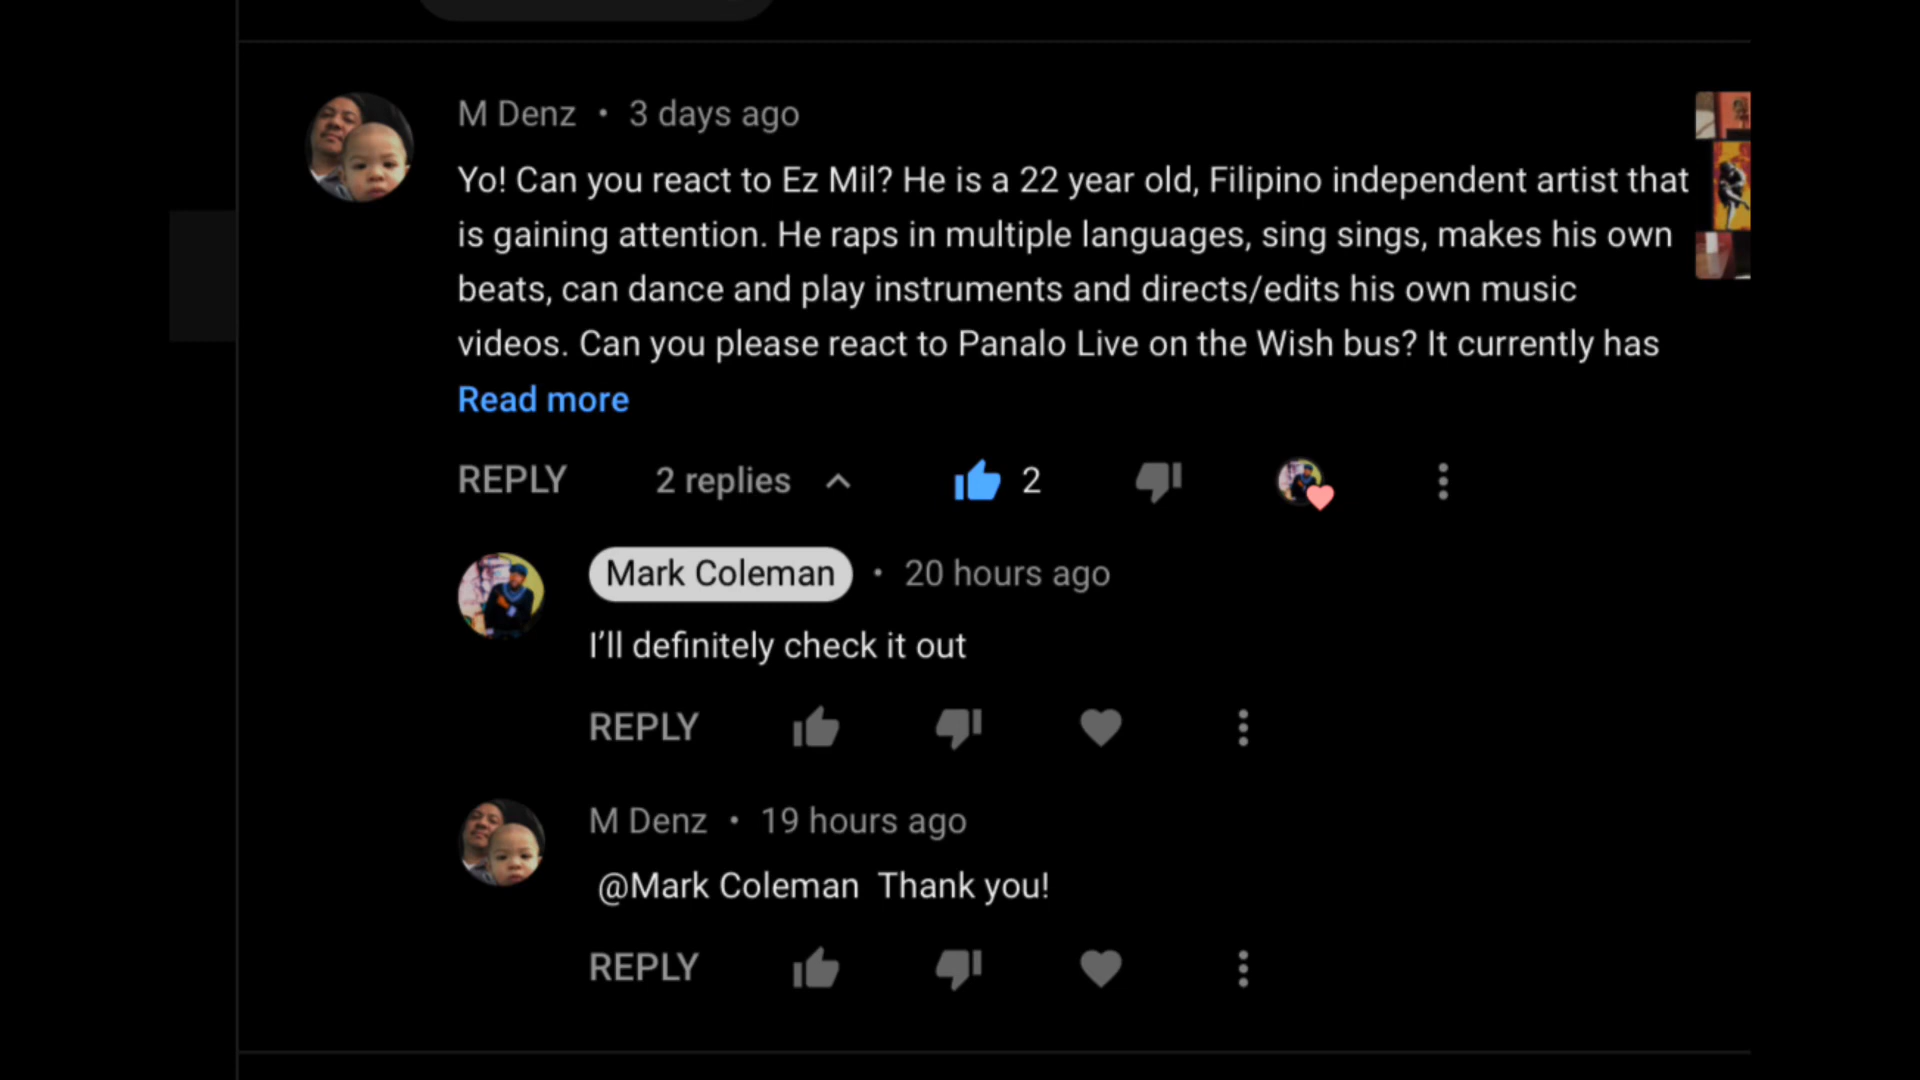 M Denz • 3 days ago
Yo! Can you react to Ez Mil? He is a 22 year old, Filipino independent artist that
is gaining attention. He raps in multiple languages, sing sings, makes his own
beats, can dance and play instruments and directs/edits his own music
videos. Can you please react to Panalo Live on the Wish bus? It currently has
Read more
REPLY 2 replies 2
Mark Coleman • 20 hours ago
I’ll definitely check it out
REPLY
M Denz • 19 hours ago
@Mark Coleman Thank you!
REPLY